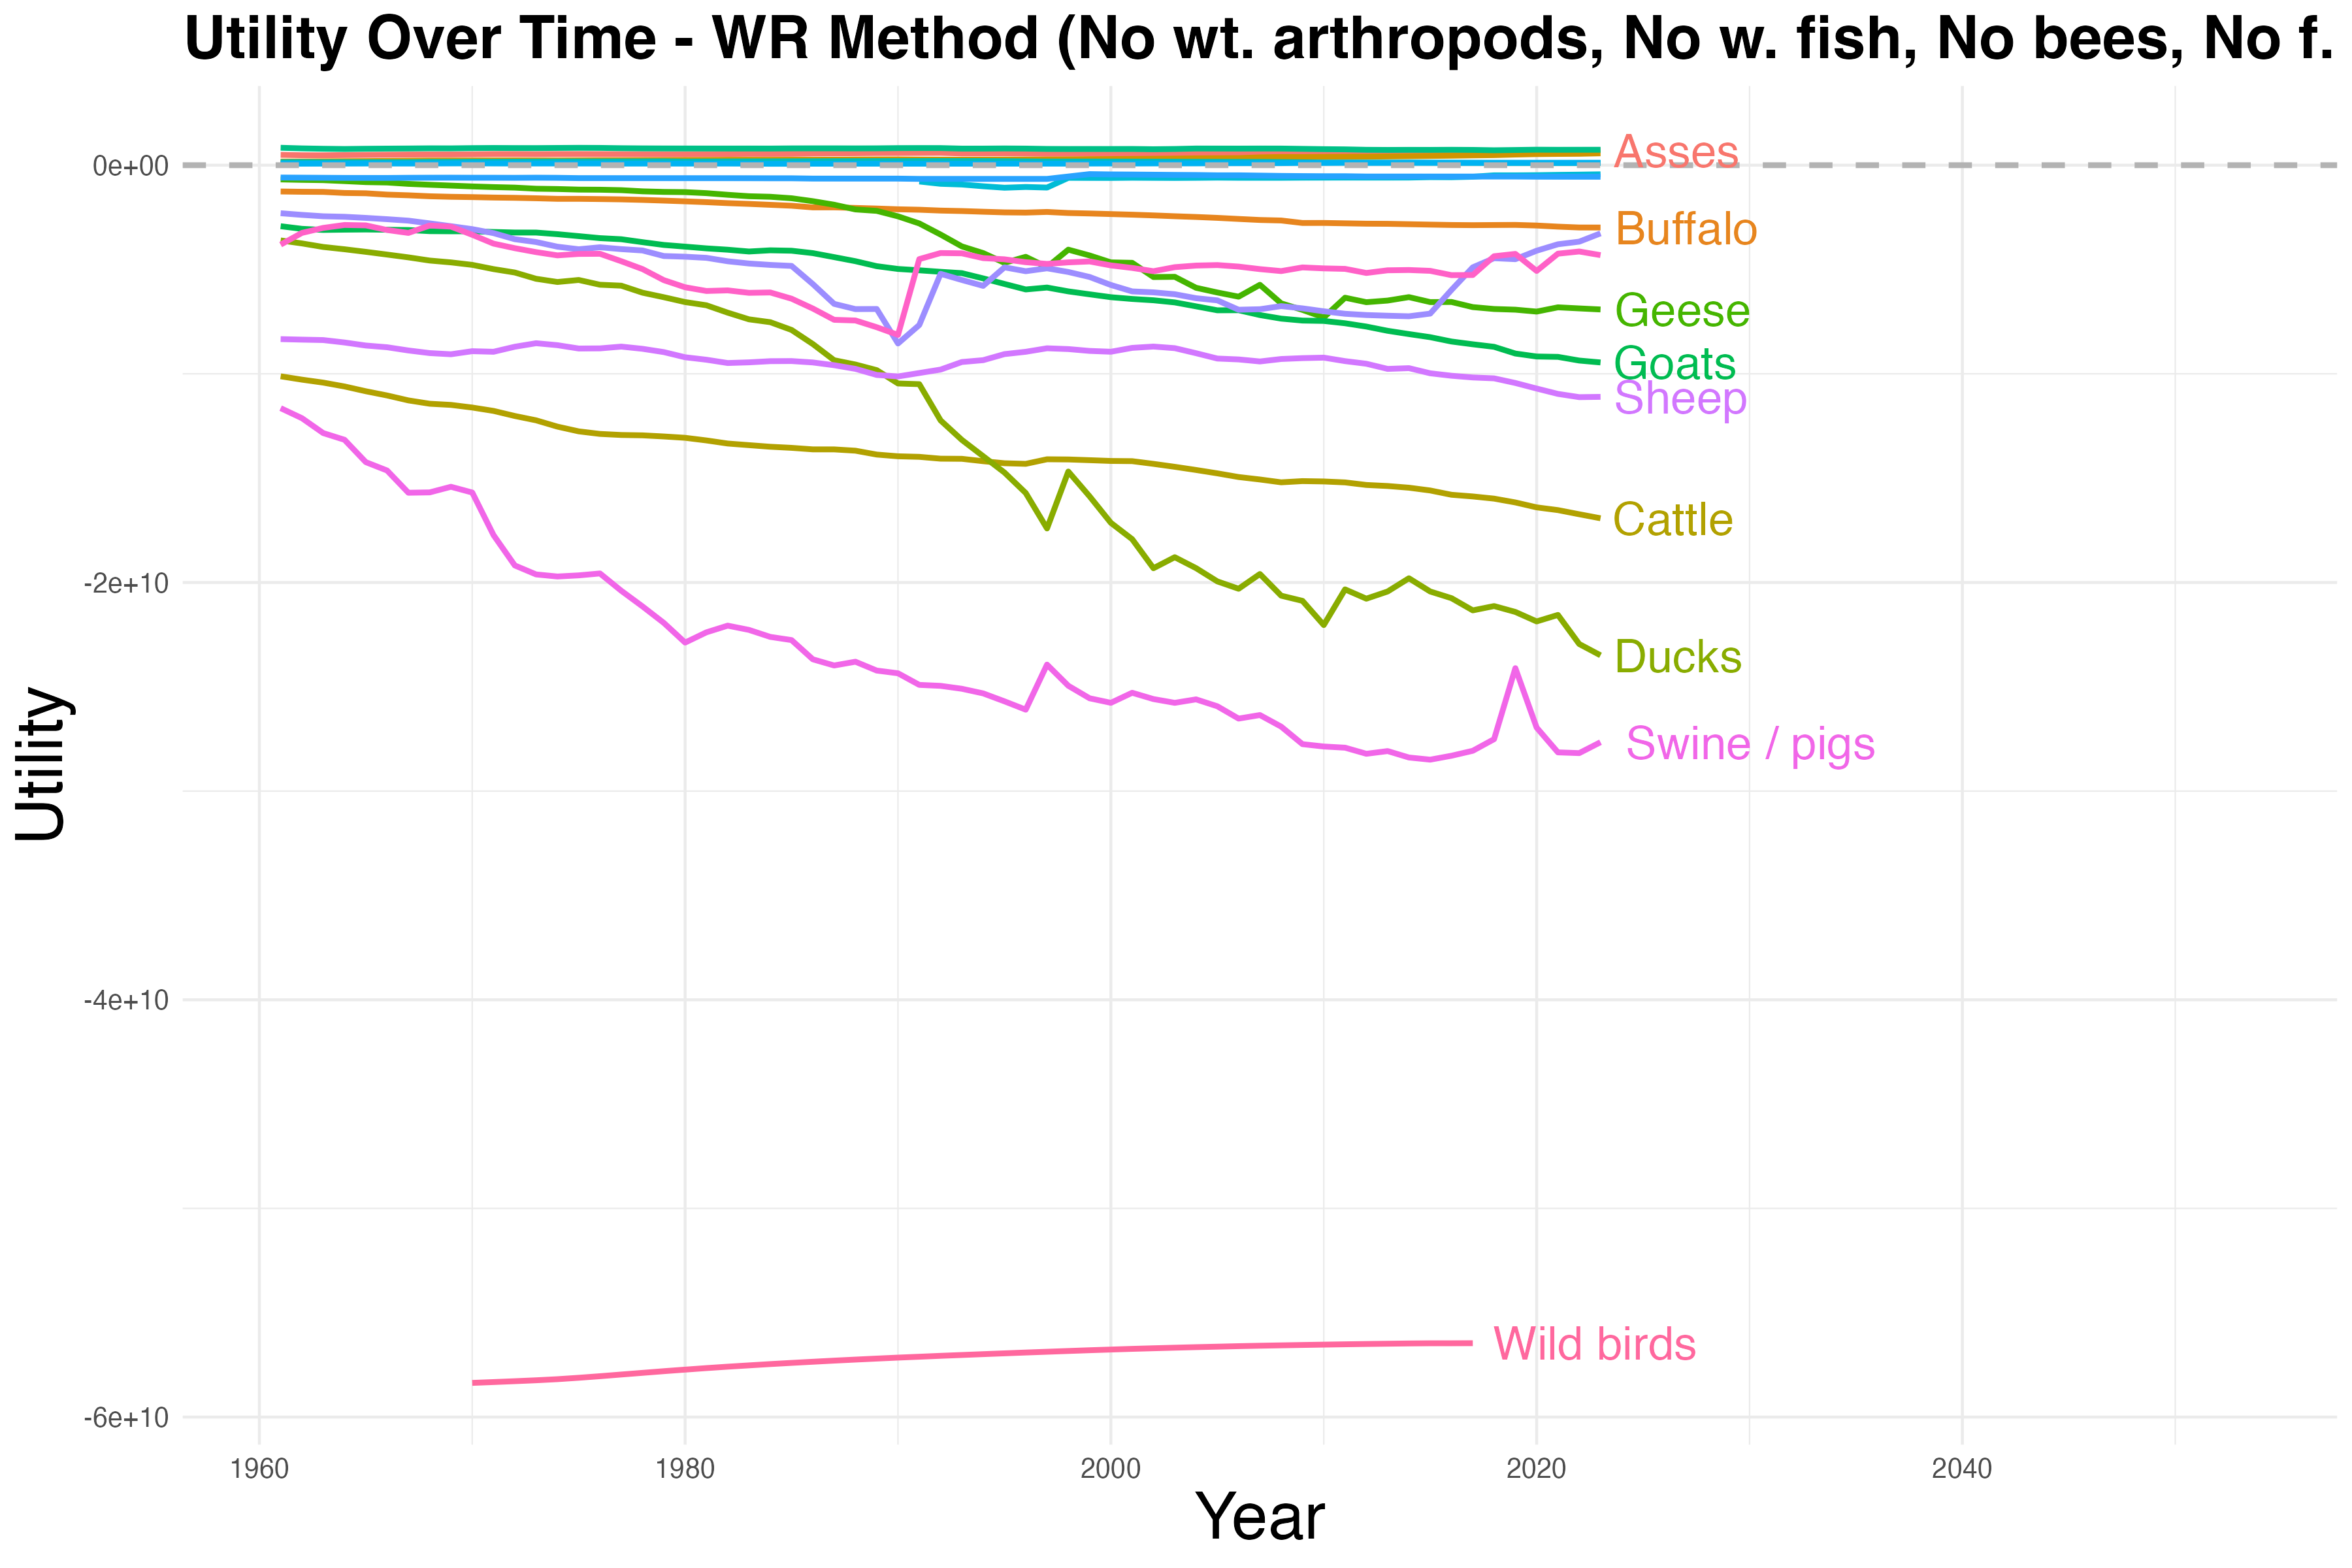 Utility Over Time - WR Method (No wt. arthropods, No w. fish, No bees, No f.
Utility
0e+00
-2e+10
-4e+10
-6e+10
Asses
Buffalo
Geese
Goats
Sheep
Cattle
Ducks
Swine / pigs
Wild birds
1960
1980
2000
2020
2040
Year